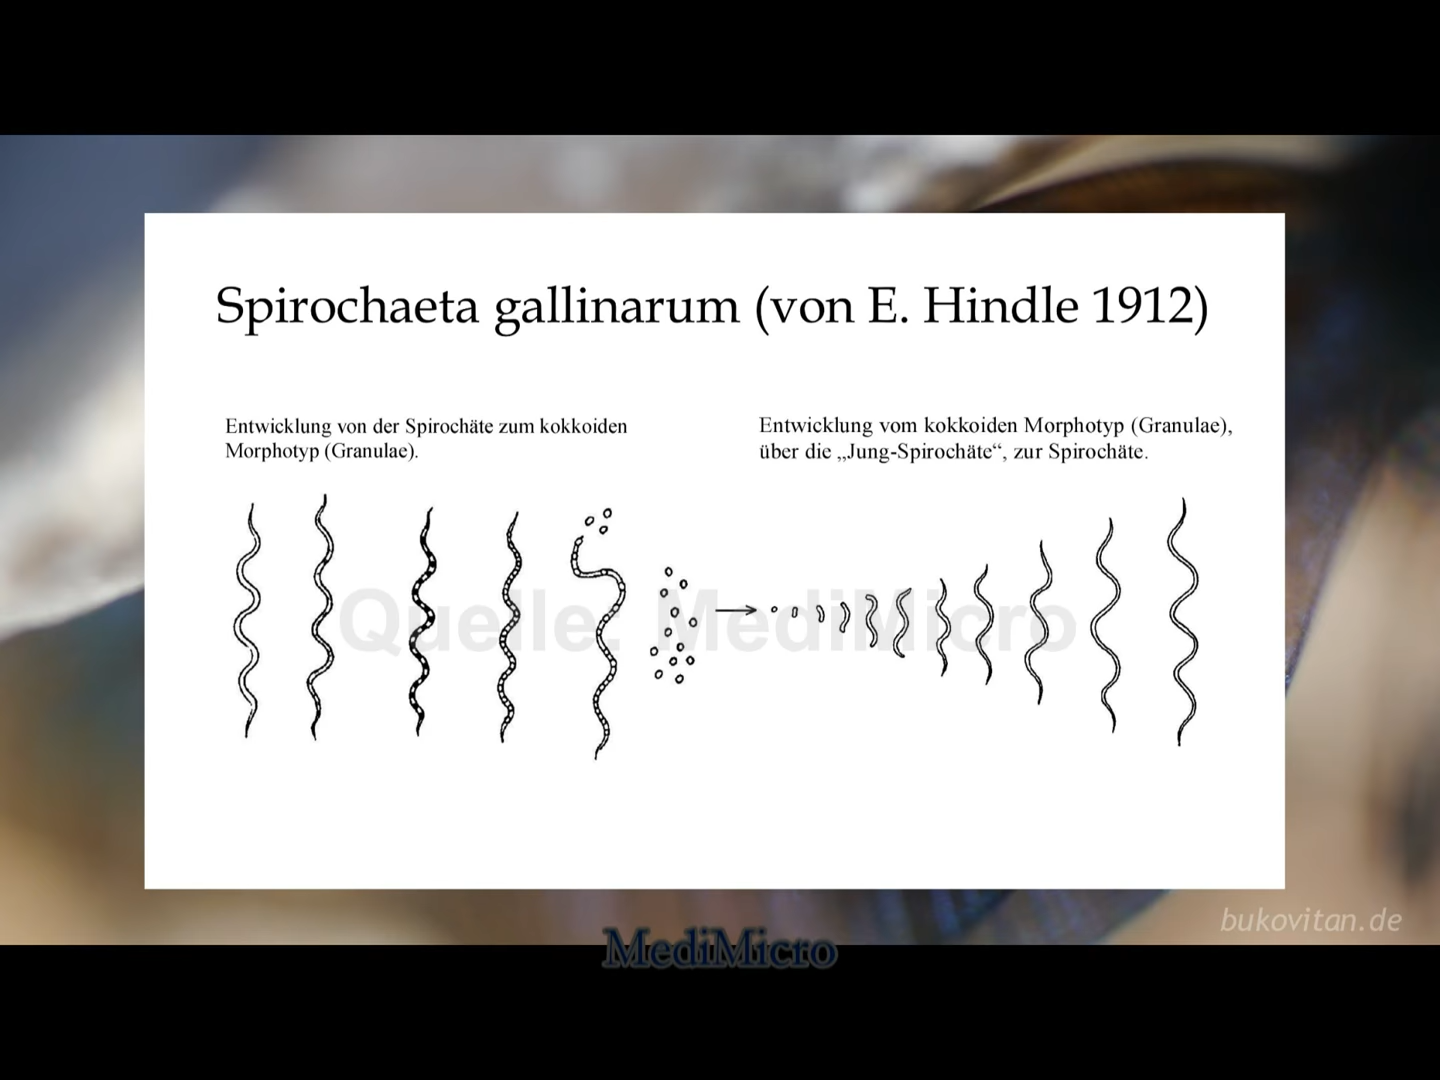 Spirochaeta gallinarum (von E. Hindle 1912)
Entwicklung von der Spirochäte zum kokkoiden
Morphotyp (Granulae).
Entwicklung vom kokkoiden Morphotyp (Granulae),
über die „Jung-Spirochäte“, zur Spirochäte.
Quelle: MediMicro
bukovitan.de
MediMicro